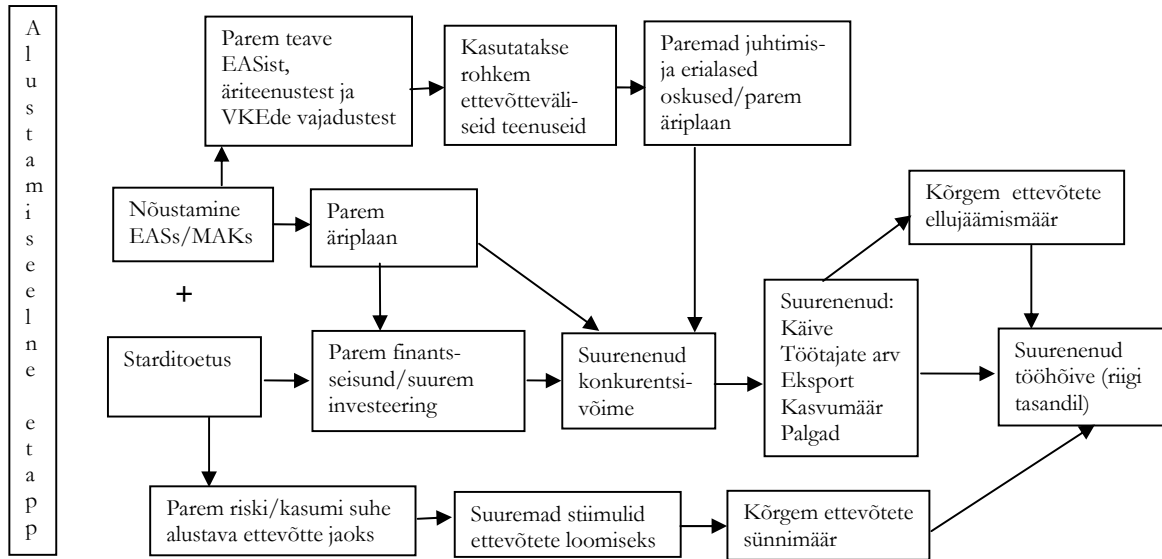 Alustamiseelne etapp
Parem teave
EASist,
äriteenustest ja
VKEde vajadustest
Kasutatakse
rohkem
ettevõtteväli-
seid teenuseid
Paremad juhtimis-
ja erialased
oskused/parem
äriplaan
Nõustamine
EASs/MAKs
Parem
äriplaan
Kõrgem ettevõtete
ellujäämismäär
+
Starditoetus
Parem finants-
seisund/suurem
investeering
Suurenenud
konkurentsi-
võime
Suurenenud:
Käive
Töötajate arv
Eksport
Kasvumäär
Palgad
Suurenenud
tööhõive (riigi
tasandil)
Parem riski/kasumi suhe
alustava ettevõtte jaoks
Suuremad stiimulid
ettevõtete loomiseks
Kõrgem ettevõtete
sünnimäär